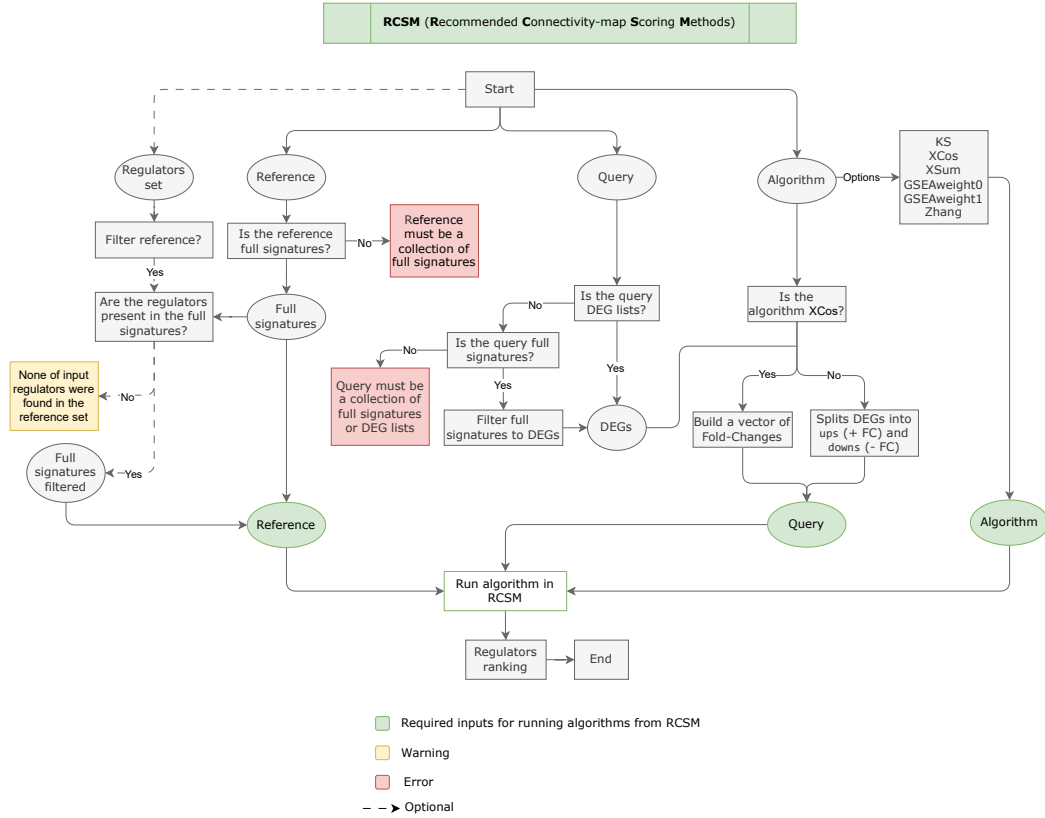 RCSM (Recommended Connectivity-map Scoring Methods)
Start
Regulators
set
Reference
Query
Algorithm
Options
KS
XCos
XSum
GSEAweight0
GSEAweight1
Zhang
Filter reference?
Is the reference
full signatures?
No
Reference
must be a
collection of
full signatures
Yes
Are the regulators
present in the full
signatures?
Full
signatures
Is the query
DEG lists?
Is the
algorithm XCos?
No
Is the query full
signatures?
No
Yes
Yes
Yes
No
None of input
regulators were
found in the
reference set
No
Query must be
a collection of
full signatures
or DEG lists
Filter full
signatures to DEGs
DEGs
Build a vector of
Fold-Changes
Splits DEGs into
ups (+ FC) and
downs (- FC)
Full
signatures
filtered
Yes
Reference
Query
Algorithm
Run algorithm in
RCSM
Regulators
ranking
End
Required inputs for running algorithms from RCSM
Warning
Error
Optional